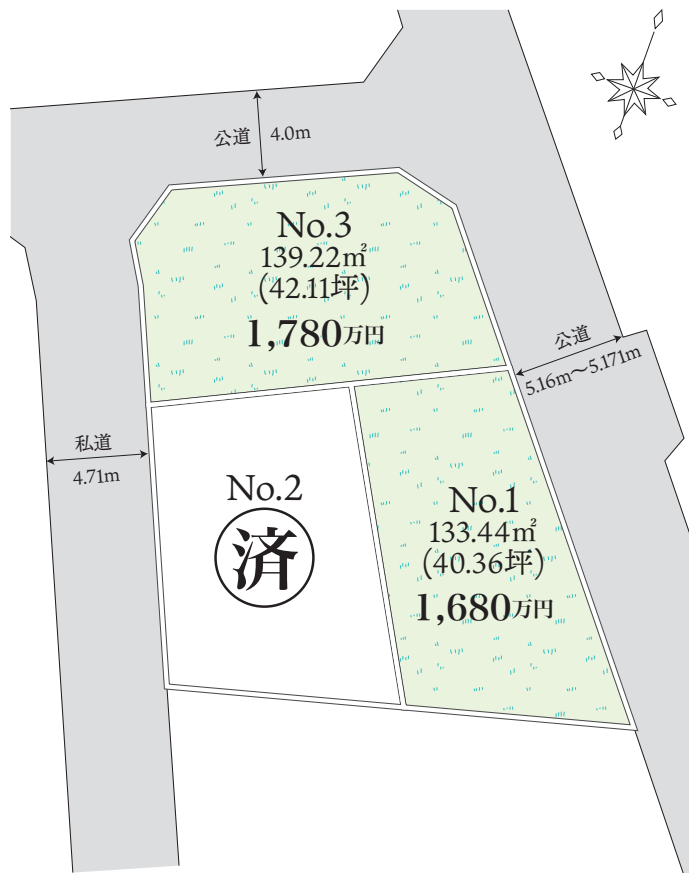 公道 4.0m
No.3
139.22㎡
(42.11坪)
1,780万円
公道
5.16m〜5.171m
私道
4.71m
No.2
済
No.1
133.44㎡
(40.36坪)
1,680万円